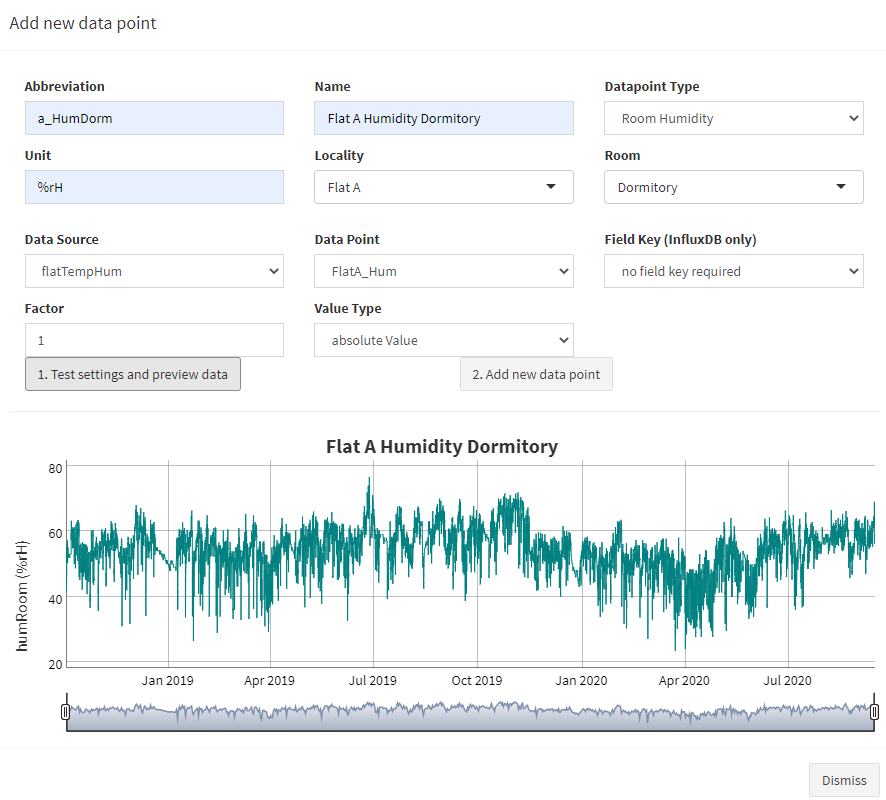 Add new data point
Abbreviation Name Datapoint Type
a_HumDorm Flat A Humidity Dormitory Room Humidity
Unit Locality Room
%rH Flat A Dormitory
Data Source Data Point Field Key (InfluxDB only)
flatTempHum FlatA_Hum no field key required
Factor Value Type
1 absolute Value
1. Test settings and preview data 2. Add new data point
Flat A Humidity Dormitory
humRoom (%rH)
80
60
40
20
Jan 2019 Apr 2019 Jul 2019 Oct 2019 Jan 2020 Apr 2020 Jul 2020
Dismiss